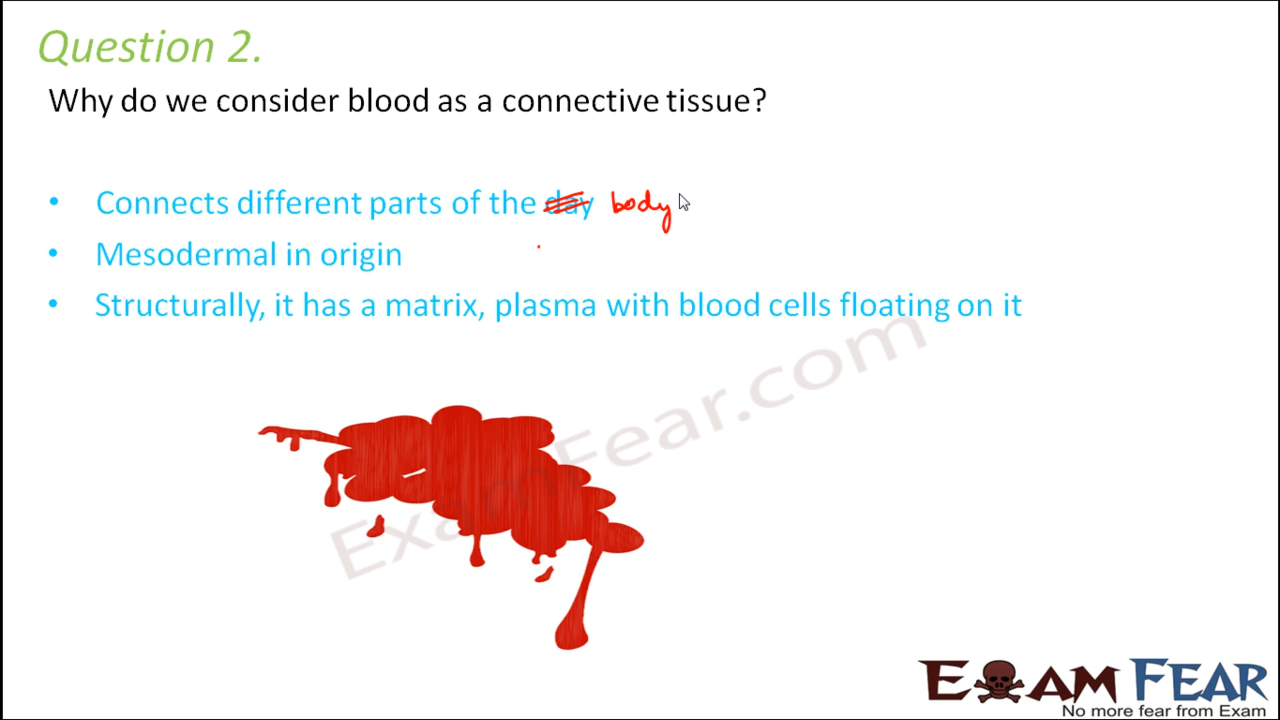 Question 2.
Why do we consider blood as a connective tissue?
• Connects different parts of the day body
• Mesodermal in origin
• Structurally, it has a matrix, plasma with blood cells floating on it
ExamFear.com
EXAM FEAR
No more fear from Exam